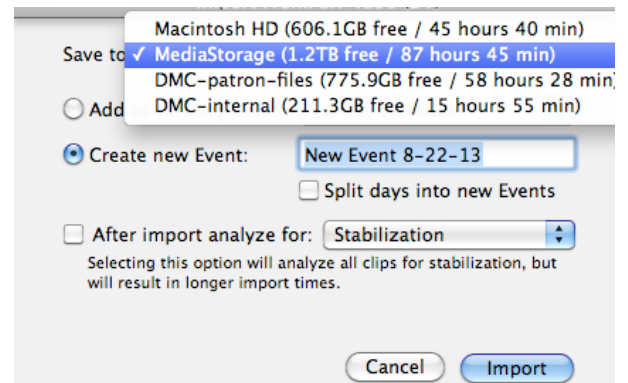 Macintosh HD (606.1GB free / 45 hours 40 min)
Save to ✓ MediaStorage (1.2TB free / 87 hours 45 min)
DMC-patron-files (775.9GB free / 58 hours 28 min)
DMC-internal (211.3GB free / 15 hours 55 min)
Add
Create new Event: New Event 8-22-13
Split days into new Events
After import analyze for: Stabilization
Selecting this option will analyze all clips for stabilization, but
will result in longer import times.
Cancel Import